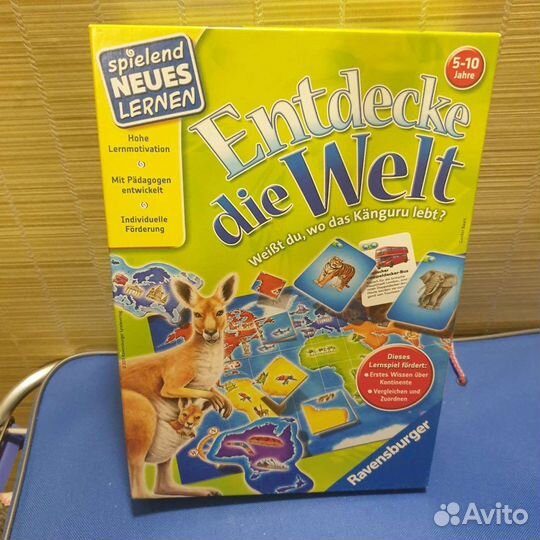 spielend
NEUES
LERNEN
5-10
Jahre
Hohe
Lernmotivation
Mit Pädagogen
entwickelt
Individuelle
Förderung
Entdecke
die Welt
Weißt du, wo das Känguru lebt?
Dieses
Lernspiel fördert:
• Erstes Wissen über
Kontinente
• Vergleichen und
Zuordnen
Ravensburger
Avito